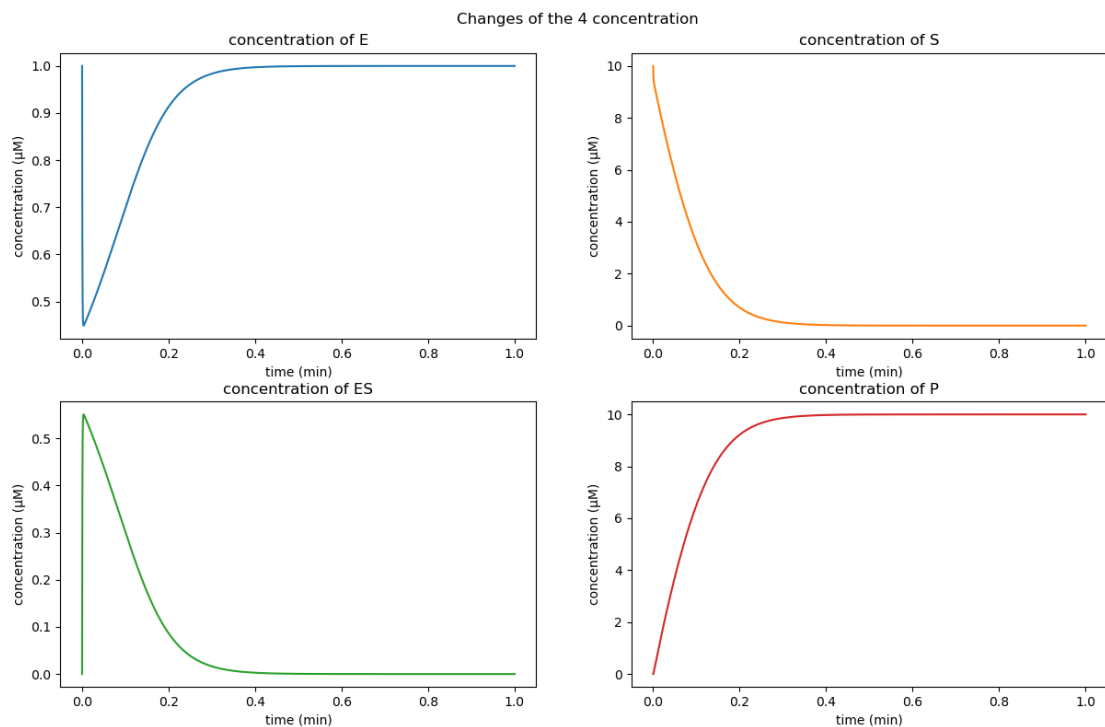 Changes of the 4 concentration
concentration of E
concentration (μM)
1.0
0.9
0.8
0.7
0.6
0.5
0.0 0.2 0.4 0.6 0.8 1.0
time (min)
concentration of S
concentration (μM)
10
8
6
4
2
0
0.0 0.2 0.4 0.6 0.8 1.0
time (min)
concentration of ES
concentration (μM)
0.5
0.4
0.3
0.2
0.1
0.0
0.0 0.2 0.4 0.6 0.8 1.0
time (min)
concentration of P
concentration (μM)
10
8
6
4
2
0
0.0 0.2 0.4 0.6 0.8 1.0
time (min)